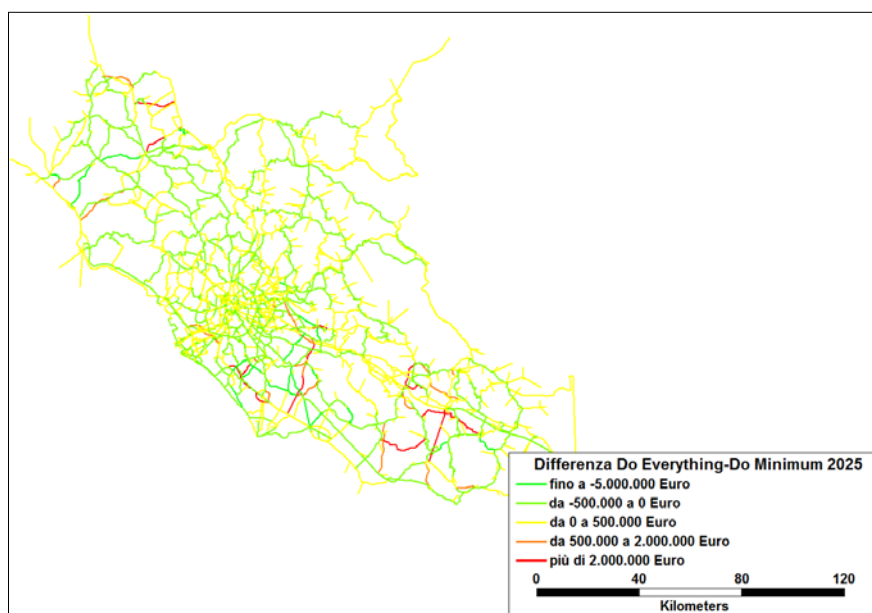 Differenza Do Everything-Do Minimum 2025
fino a -5.000.000 Euro
da -500.000 a 0 Euro
da 0 a 500.000 Euro
da 500.000 a 2.000.000 Euro
più di 2.000.000 Euro
0 40 80 120
Kilometers